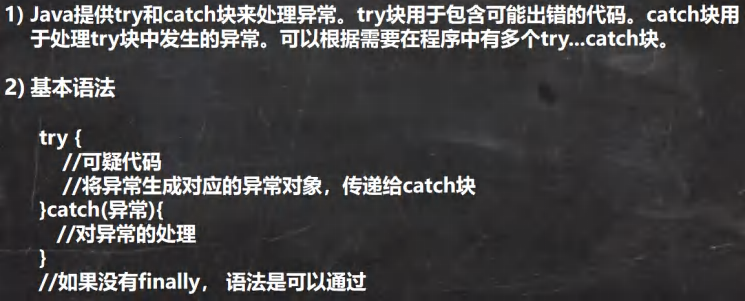 1) Java提供try和catch块来处理异常。try块用于包含可能出错的代码。catch块用
于处理try块中发生的异常。可以根据需要在程序中有多个try...catch块。
2) 基本语法
try {
//可疑代码
//将异常生成对应的异常对象，传递给catch块
}catch(异常){
//对异常的处理
}
//如果没有finally， 语法是可以通过